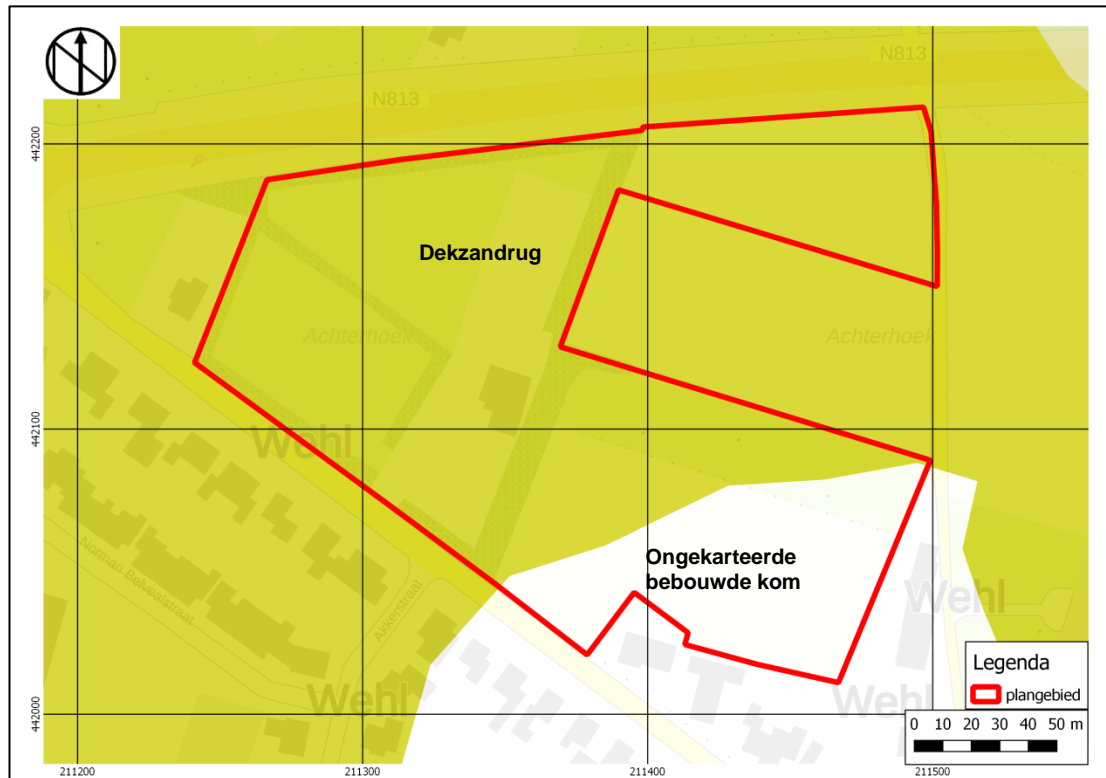 N813
N813
442200
Dekzandrug
Achterhoek
Achterhoek
442100
Wehl
Ongekarteerde
bebouwde kom
Norman Belvealstraat
Akkerstraat
Wehl
Wehl
Wehl
Legenda
plangebied
442000
0 10 20 30 40 50 m
211200
211300
211400
211500